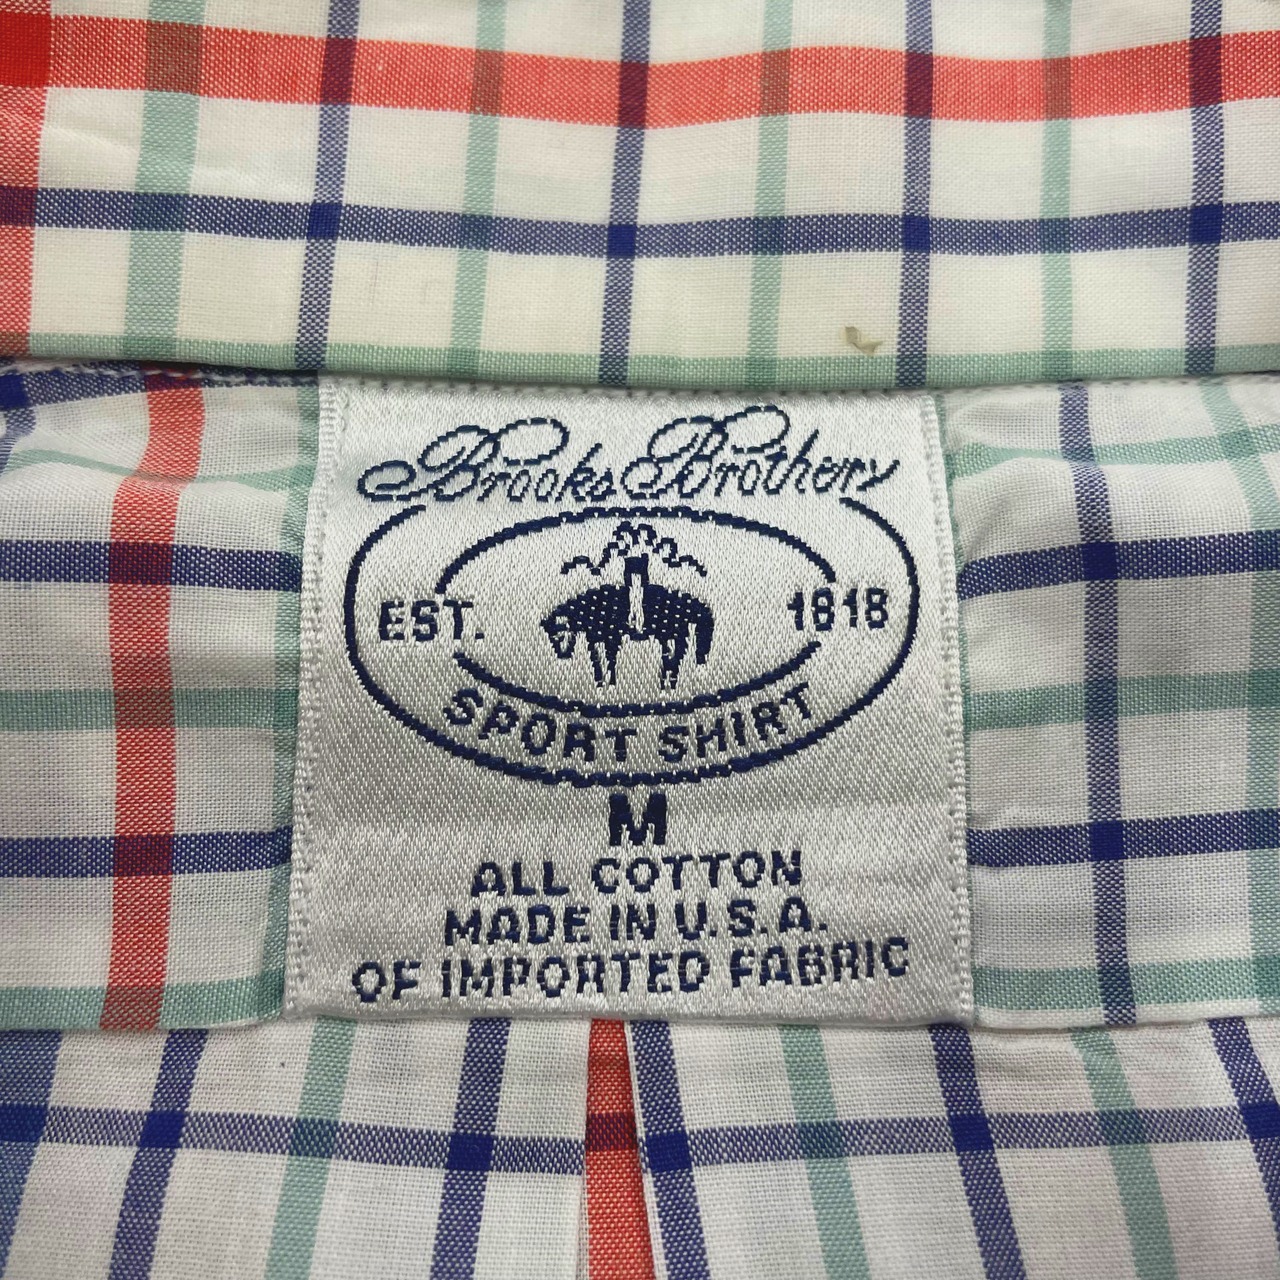 Brooks Brothers
EST. 1818
SPORT SHIRT
M
ALL COTTON
MADE IN U.S.A.
OF IMPORTED FABRIC